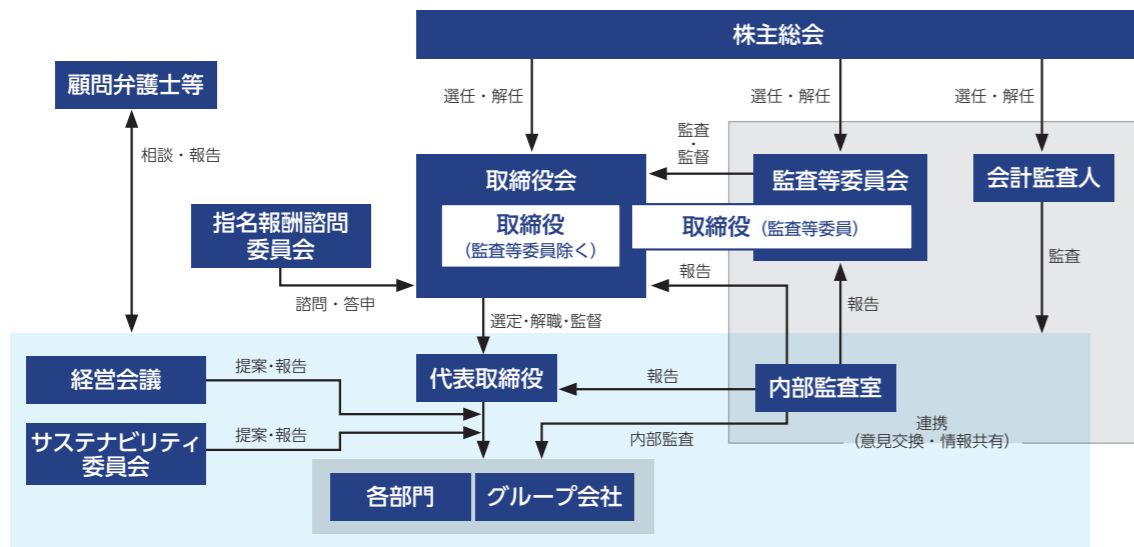 株主総会
顧問弁護士等
選任・解任
選任・解任
選任・解任
相談・報告
監査
・
監督
取締役会
監査等委員会
会計監査人
指名報酬諮問
委員会
取締役
(監査等委員除く)
取締役(監査等委員)
監査
諮問・答申
報告
報告
選定・解職・監督
経営会議
提案・報告
代表取締役
報告
内部監査室
サステナビリティ
委員会
提案・報告
内部監査
連携
(意見交換・情報共有)
各部門
グループ会社